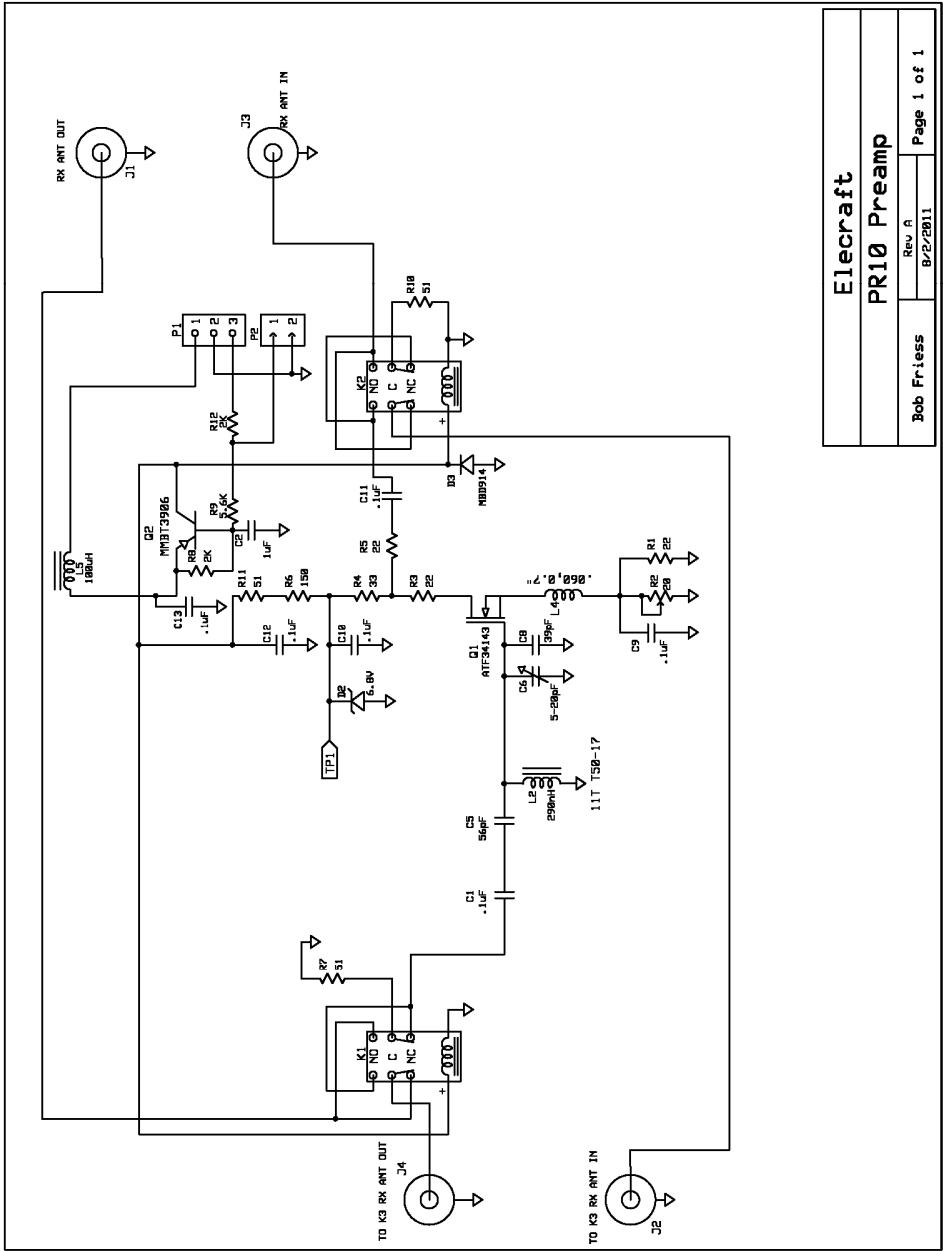 RX ANT OUT
J1
J3
RX ANT IN
P1
1
2
3
P2
1
2
R10
51
K2
NO
C
NC
+
R12
2K
L5
100uH
Q2
MMBT3906
R9
5.6K
C2
1uF
R8
2K
C13
.1uF
D3
MBD914
C11
.1uF
R5
22
R11
51
R6
150
R4
33
R3
22
C12
.1uF
C10
.1uF
D2
6.8V
TP1
Q1
ATF34143
L4
.060,0.7"
R1
22
R2
20
C9
.1uF
C8
39pF
C6
5-20pF
L2
290nH
11T T50-17
C5
56pF
C1
.1uF
R7
51
K1
NO
C
NC
+
TO K3 RX ANT OUT
J4
TO K3 RX ANT IN
J2
Elecraft
PR10 Preamp
Bob Friess
Rev A
8/2/2011
Page 1 of 1